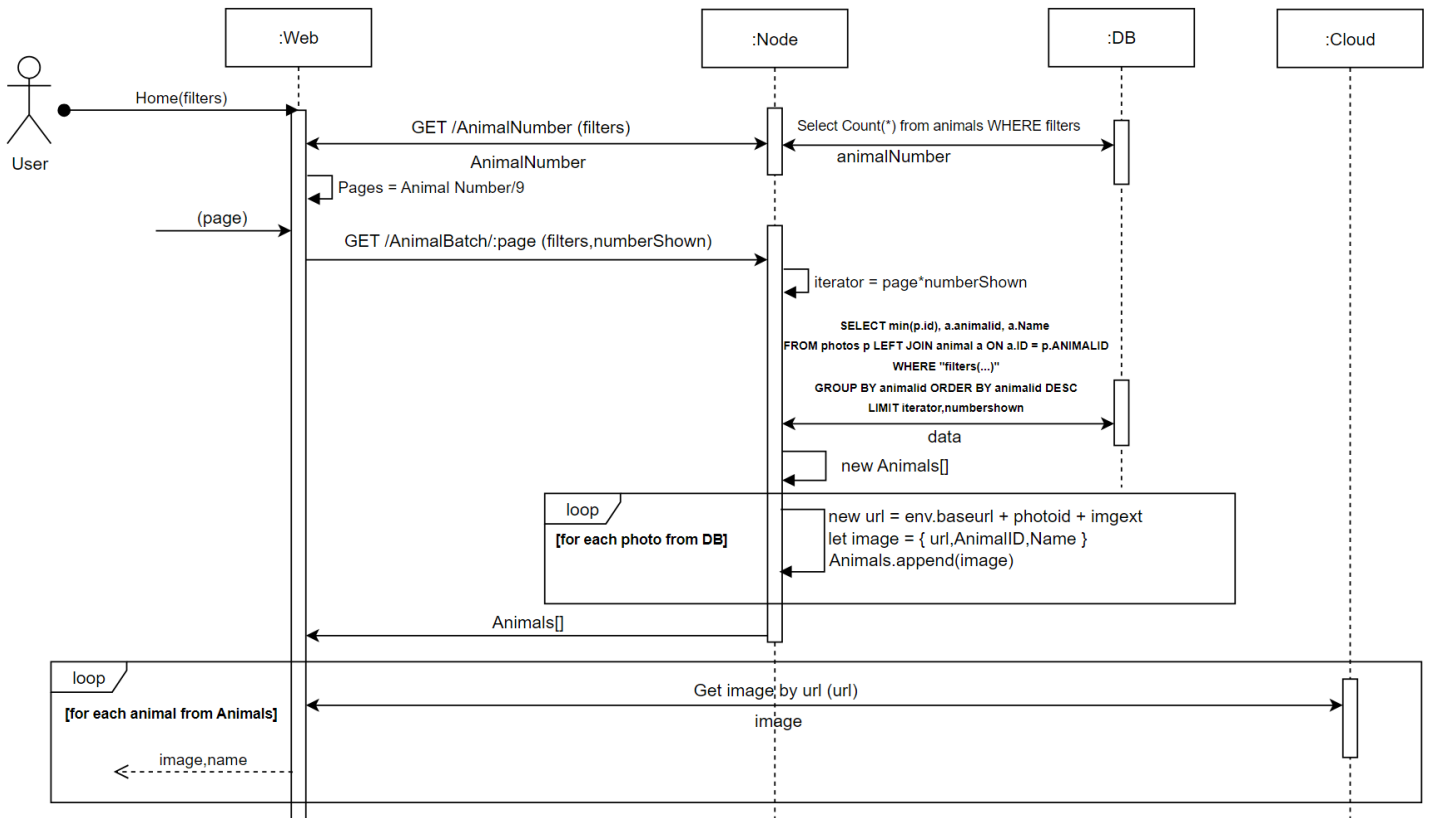 :Web
:Node
:DB
:Cloud
User
Home(filters)
GET /AnimalNumber (filters)
AnimalNumber
Select Count(*) from animals WHERE filters
animalNumber
Pages = Animal Number/9
(page)
GET /AnimalBatch/:page (filters,numberShown)
iterator = page*numberShown
SELECT min(p.id), a.animalid, a.Name
FROM photos p LEFT JOIN animal a ON a.ID = p.ANIMALID
WHERE "filters(...)"
GROUP BY animalid ORDER BY animalid DESC
LIMIT iterator,numbershown
data
new Animals[]
loop
[for each photo from DB]
new url = env.baseurl + photoid + imgext
let image = { url,AnimalID,Name }
Animals.append(image)
Animals[]
loop
[for each animal from Animals]
Get image by url (url)
image
image,name